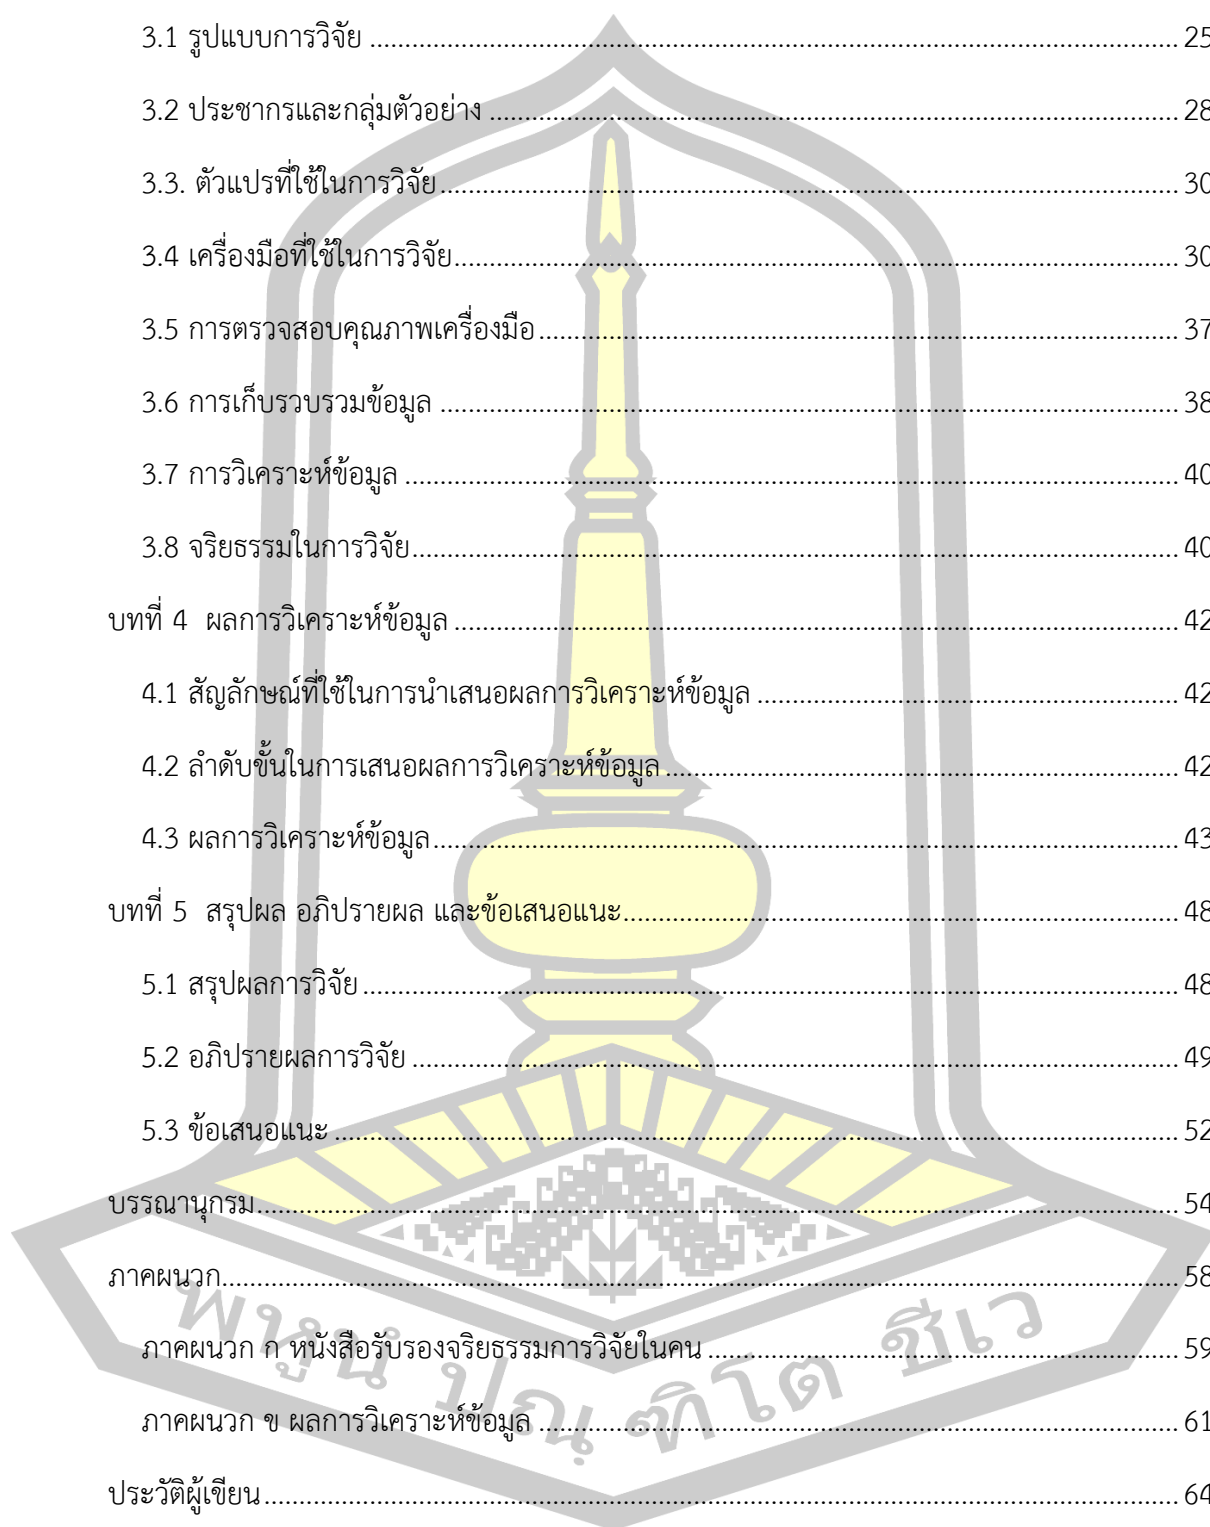 3.1 รูปแบบการวิจัย ........................ 25
3.2 ประชากรและกลุ่มตัวอย่าง ........................ 28
3.3. ตัวแปรที่ใช้ในการวิจัย ........................ 30
3.4 เครื่องมือที่ใช้ในการวิจัย ........................ 30
3.5 การตรวจสอบคุณภาพเครื่องมือ ........................ 37
3.6 การเก็บรวบรวมข้อมูล ........................ 38
3.7 การวิเคราะห์ข้อมูล ........................ 40
3.8 จริยธรรมในการวิจัย ........................ 40
บทที่ 4 ผลการวิเคราะห์ข้อมูล ........................ 42
4.1 สัญลักษณ์ที่ใช้ในการนำเสนอผลการวิเคราะห์ข้อมูล ........................ 42
4.2 ลำดับขั้นในการเสนอผลการวิเคราะห์ข้อมูล ........................ 42
4.3 ผลการวิเคราะห์ข้อมูล ........................ 43
บทที่ 5 สรุปผล อภิปรายผล และข้อเสนอแนะ ........................ 48
5.1 สรุปผลการวิจัย ........................ 48
5.2 อภิปรายผลการวิจัย ........................ 49
5.3 ข้อเสนอแนะ ........................ 52
บรรณานุกรม ........................ 54
ภาคผนวก ........................ 58
ภาคผนวก ก หนังสือรับรองจริยธรรมการวิจัยในคน ........................ 59
ภาคผนวก ข ผลการวิเคราะห์ข้อมูล ........................ 61
ประวัติผู้เขียน ........................ 64
พหูนํ ปณฺฑิโต ชีเว